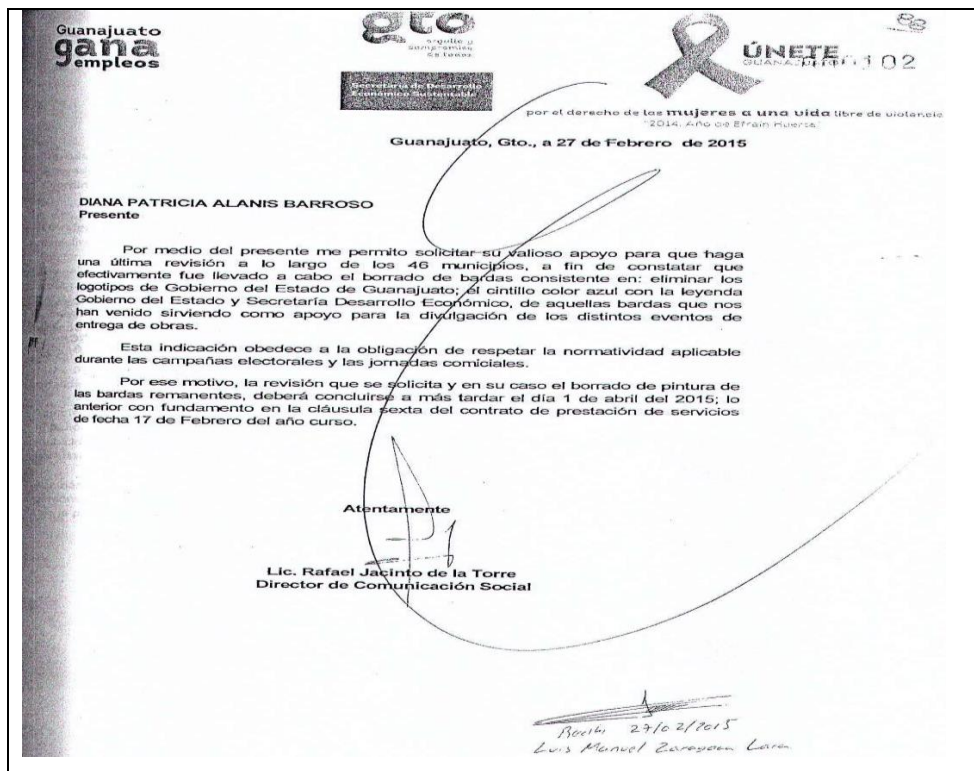 Guanajuato
gana
empleos
gto
orgullo y
compromiso
de todos
Secretaría de Desarrollo
Económico Sustentable
88
ÚNETE
GUANAJUATO
102
por el derecho de las mujeres a una vida libre de violencia
"2014. Año de Efraín Huerta"
Guanajuato, Gto., a 27 de Febrero de 2015
DIANA PATRICIA ALANIS BARROSO
Presente
Por medio del presente me permito solicitar su valioso apoyo para que haga
una última revisión a lo largo de los 46 municipios, a fin de constatar que
efectivamente fue llevado a cabo el borrado de bardas consistente en: eliminar los
logotipos de Gobierno del Estado de Guanajuato; el cintillo color azul con la leyenda
Gobierno del Estado y Secretaría Desarrollo Económico, de aquellas bardas que nos
han venido sirviendo como apoyo para la divulgación de los distintos eventos de
entrega de obras.
Esta indicación obedece a la obligación de respetar la normatividad aplicable
durante las campañas electorales y las jornadas comiciales.
Por ese motivo, la revisión que se solicita y en su caso el borrado de pintura de
las bardas remanentes, deberá concluirse a más tardar el día 1 de abril del 2015; lo
anterior con fundamento en la cláusula sexta del contrato de prestación de servicios
de fecha 17 de Febrero del año curso.
Atentamente
Lic. Rafael Jacinto de la Torre
Director de Comunicación Social
Recibi 27/02/2015
Luis Manuel Zaragoza Lara